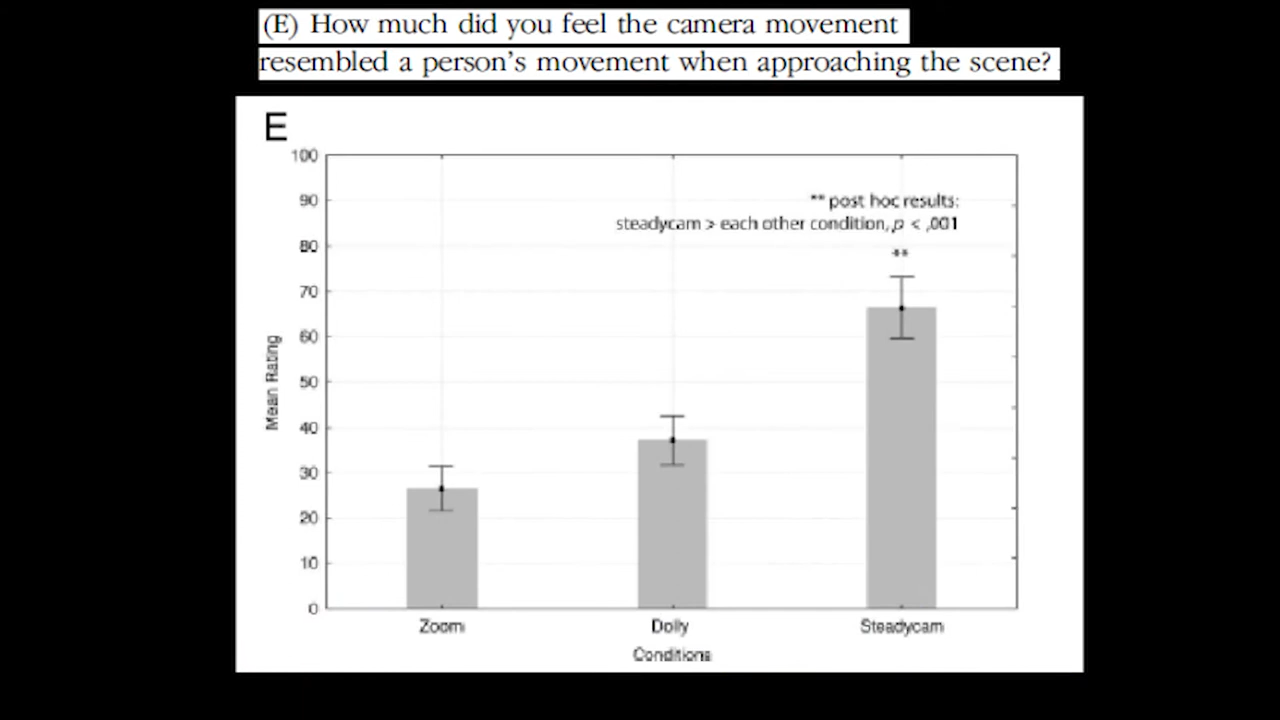 (E) How much did you feel the camera movement
resembled a person's movement when approaching the scene?
E
100
90
80
70
60
50
40
30
20
10
0
Mean Rating
** post hoc results:
steadycam > each other condition, p < ,001
**
Zoom
Dolly
Steadycam
Conditions